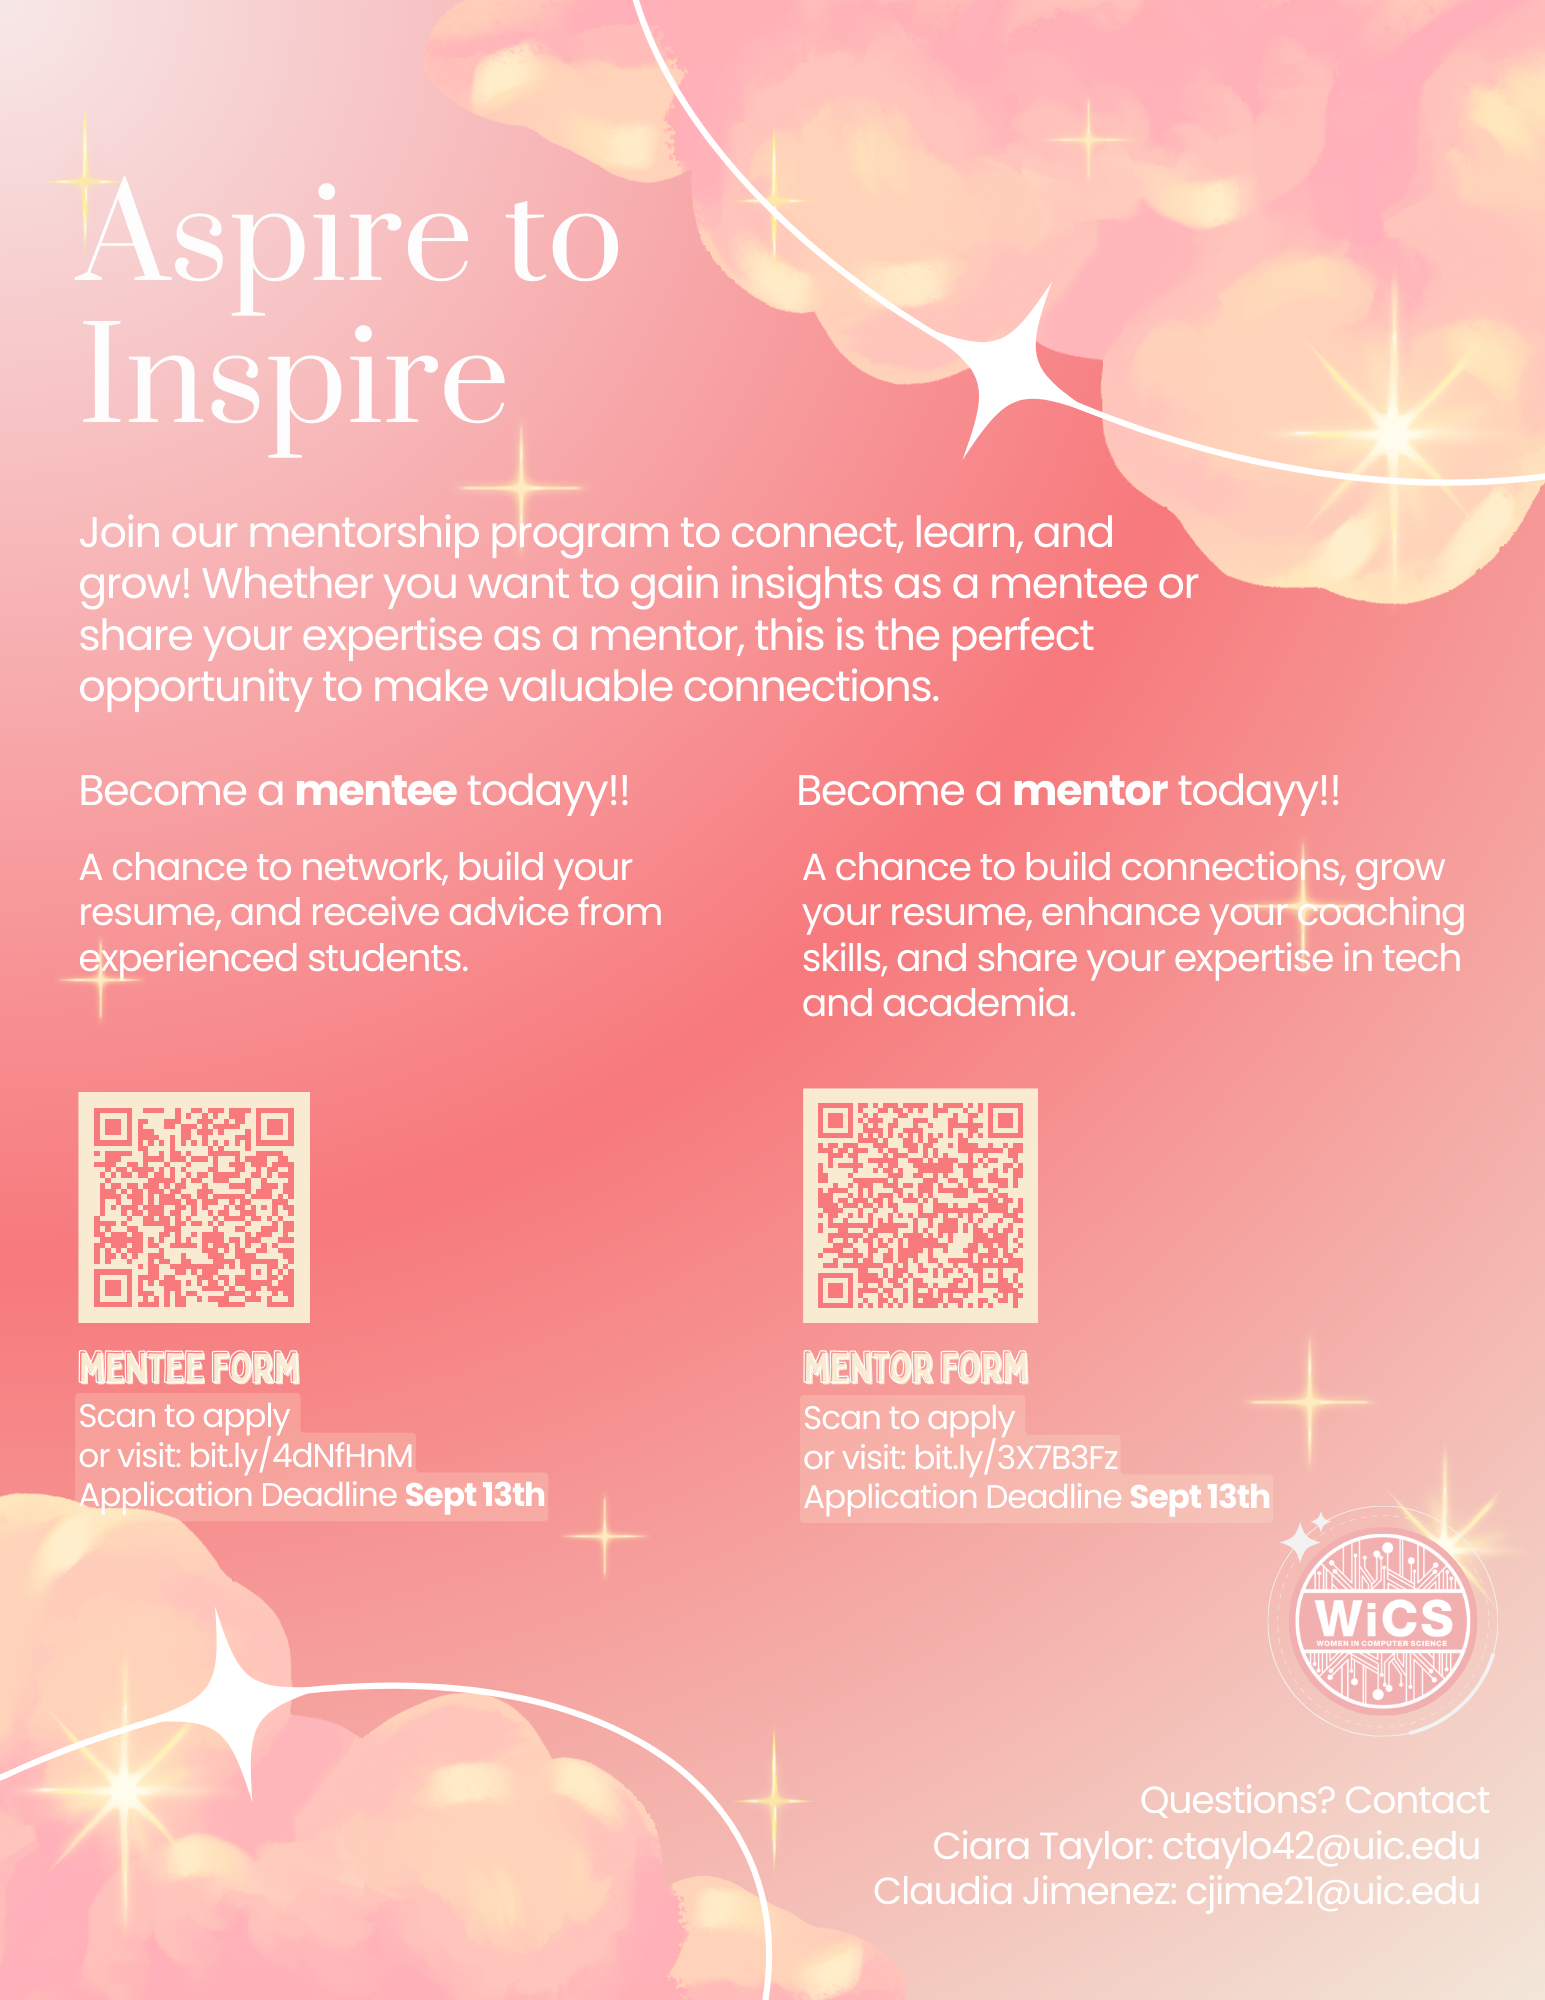 Aspire to
Inspire
Join our mentorship program to connect, learn, and
grow! Whether you want to gain insights as a mentee or
share your expertise as a mentor, this is the perfect
opportunity to make valuable connections.
Become a mentee todayy!!
A chance to network, build your
resume, and receive advice from
experienced students.
MENTEE FORM
Scan to apply
or visit: bit.ly/4dNfHnM
Application Deadline Sept 13th
Become a mentor todayy!!
A chance to build connections, grow
your resume, enhance your coaching
skills, and share your expertise in tech
and academia.
MENTOR FORM
Scan to apply
or visit: bit.ly/3X7B3Fz
Application Deadline Sept 13th
WiCS
WOMEN IN COMPUTER SCIENCE
Questions? Contact
Ciara Taylor: ctaylo42@uic.edu
Claudia Jimenez: cjime21@uic.edu